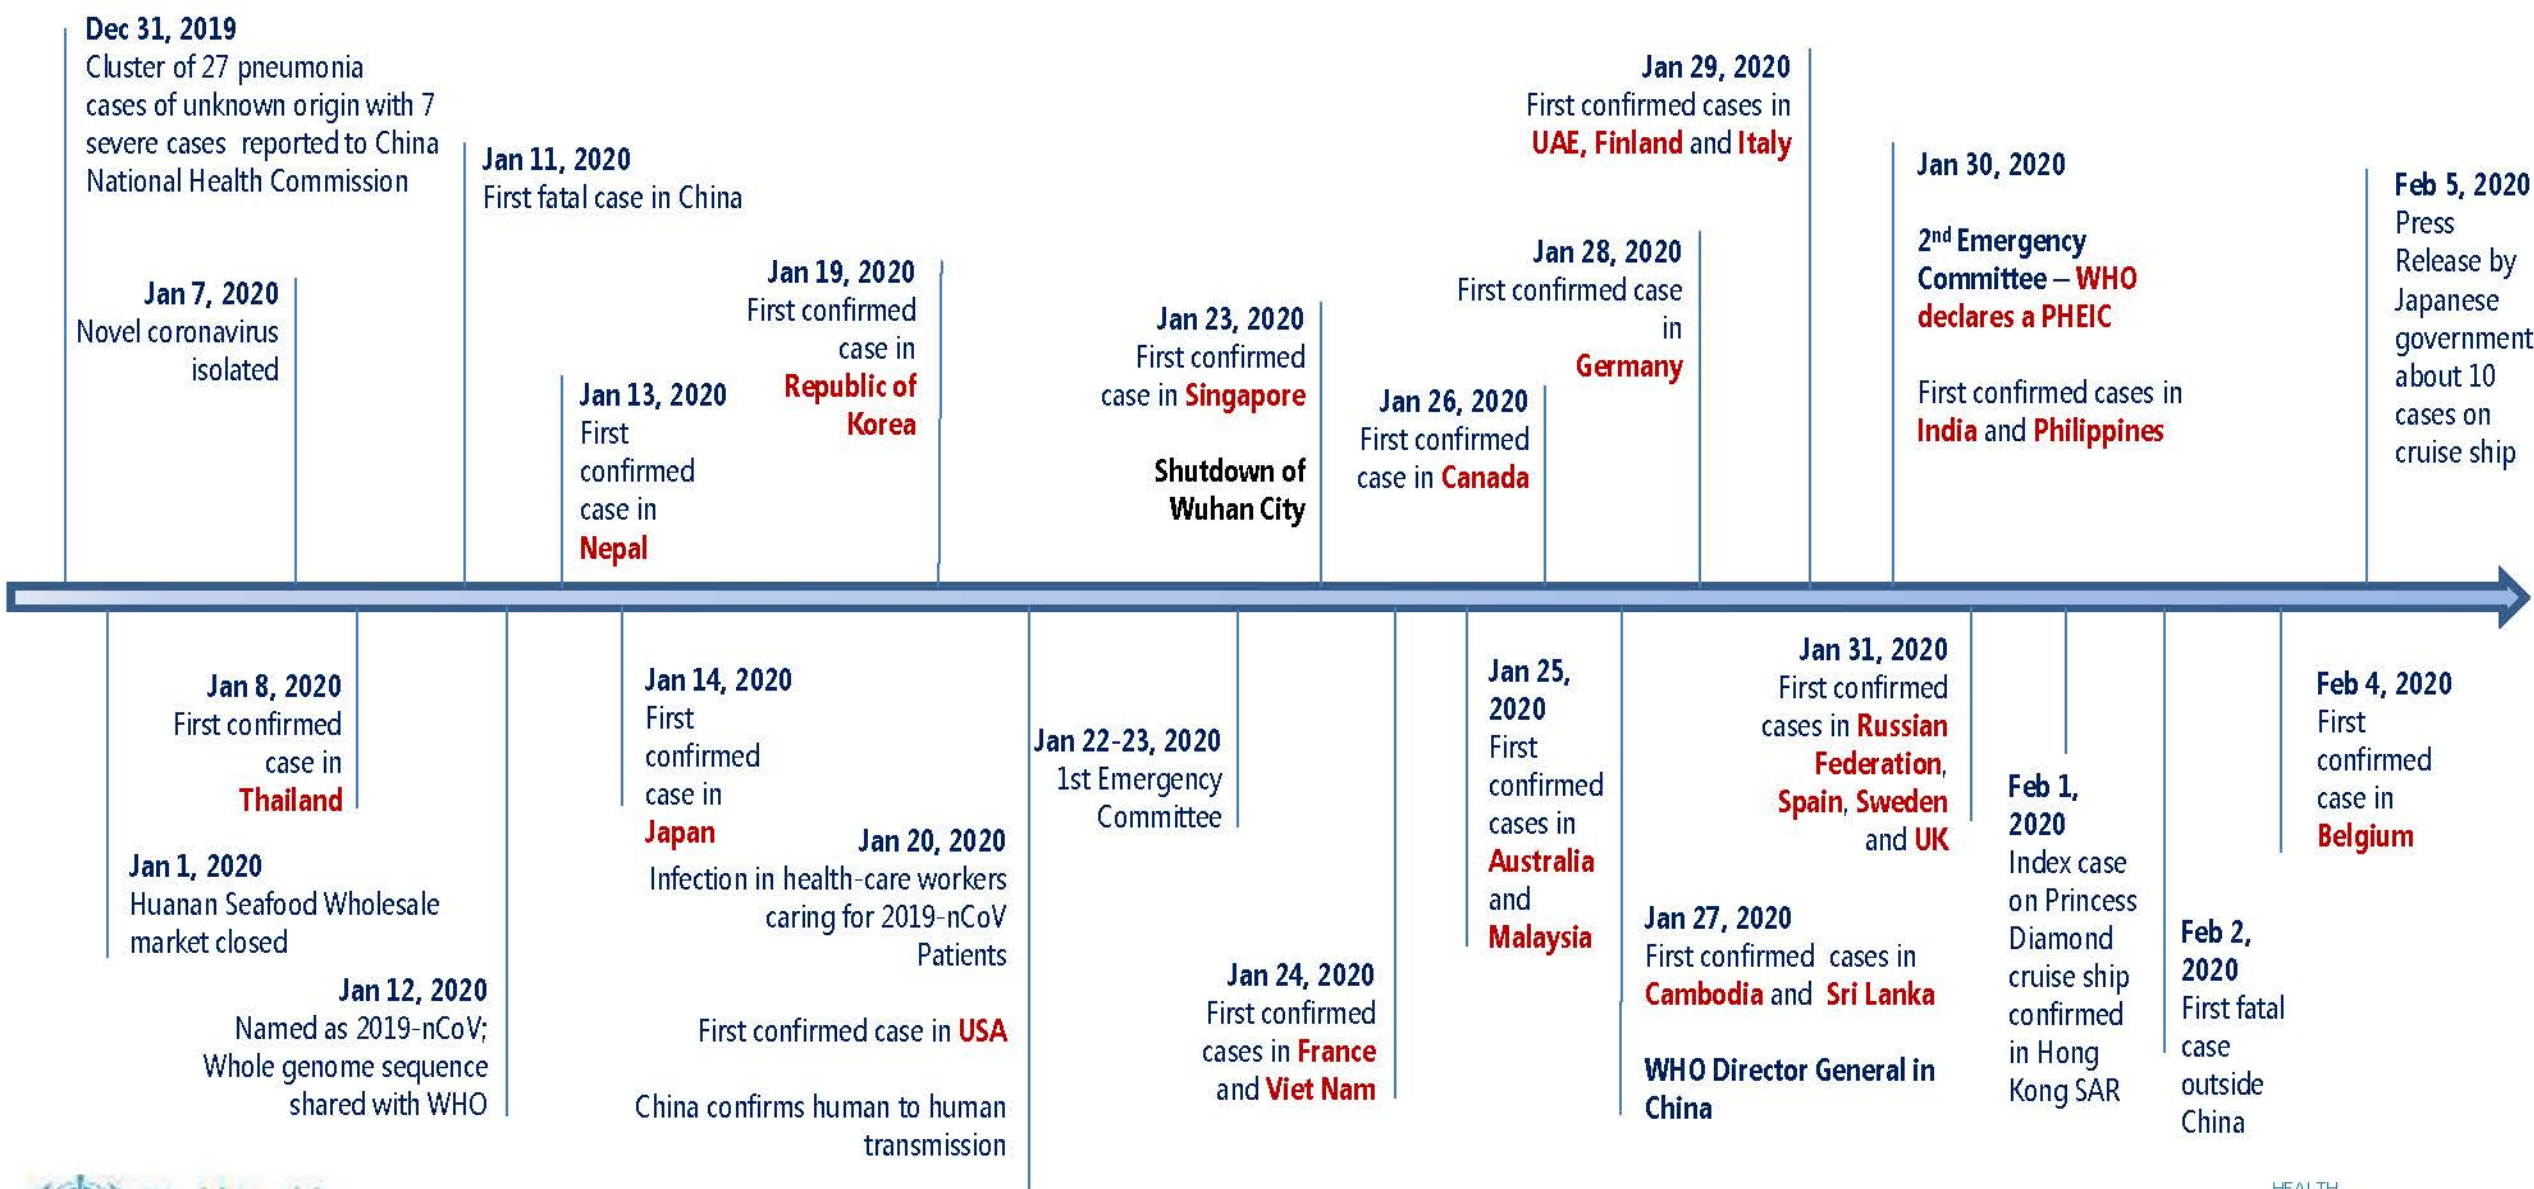 Dec 31, 2019
Cluster of 27 pneumonia
cases of unknown origin with 7
severe cases reported to China
National Health Commission
Jan 7, 2020
Novel coronavirus
isolated
Jan 11, 2020
First fatal case in China
Jan 13, 2020
First
confirmed
case in
Nepal
Jan 19, 2020
First confirmed
case in
Republic of
Korea
Jan 23, 2020
First confirmed
case in Singapore
Shutdown of
Wuhan City
Jan 26, 2020
First confirmed
case in Canada
Jan 28, 2020
First confirmed case
in
Germany
Jan 29, 2020
First confirmed cases in
UAE, Finland and Italy
Jan 30, 2020
2nd Emergency
Committee – WHO
declares a PHEIC
First confirmed cases in
India and Philippines
Feb 5, 2020
Press
Release by
Japanese
government
about 10
cases on
cruise ship
Jan 1, 2020
Huanan Seafood Wholesale
market closed
Jan 8, 2020
First confirmed
case in
Thailand
Jan 12, 2020
Named as 2019-nCoV;
Whole genome sequence
shared with WHO
Jan 14, 2020
First
confirmed
case in
Japan
Jan 20, 2020
Infection in health-care workers
caring for 2019-nCoV
Patients
First confirmed case in USA
China confirms human to human
transmission
Jan 22-23, 2020
1st Emergency
Committee
Jan 24, 2020
First confirmed
cases in France
and Viet Nam
Jan 25,
2020
First
confirmed
cases in
Australia
and
Malaysia
Jan 27, 2020
First confirmed cases in
Cambodia and Sri Lanka
WHO Director General in
China
Jan 31, 2020
First confirmed
cases in Russian
Federation,
Spain, Sweden
and UK
Feb 1,
2020
Index case
on Princess
Diamond
cruise ship
confirmed
in Hong
Kong SAR
Feb 2,
2020
First fatal
case
outside
China
Feb 4, 2020
First
confirmed
case in
Belgium
HEALTH